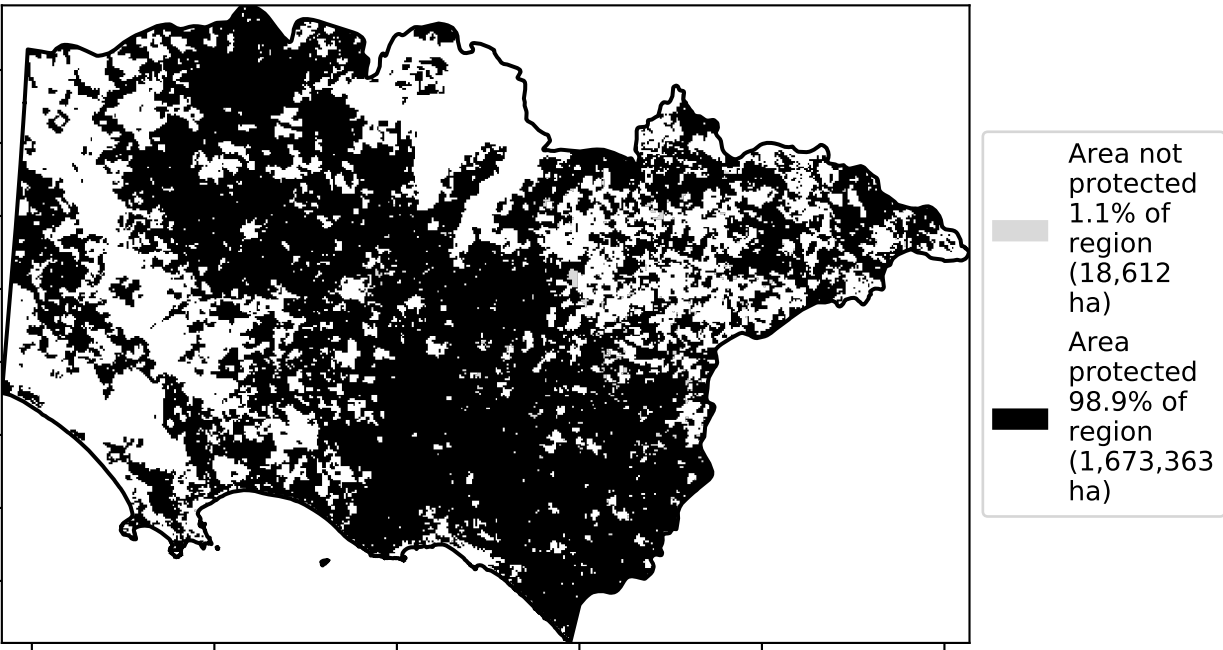 Area not
protected
1.1% of
region
(18,612
ha)
Area
protected
98.9% of
region
(1,673,363
ha)